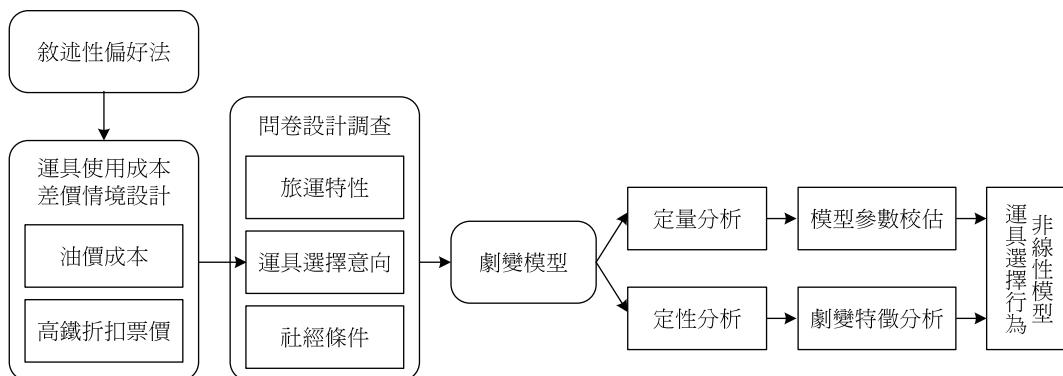 敘述性偏好法
運具使用成本
差價情境設計
油價成本
高鐵折扣票價
問卷設計調查
旅運特性
運具選擇意向
社經條件
劇變模型
定量分析
模型參數校估
定性分析
劇變特徵分析
非線性模型
運具選擇行為